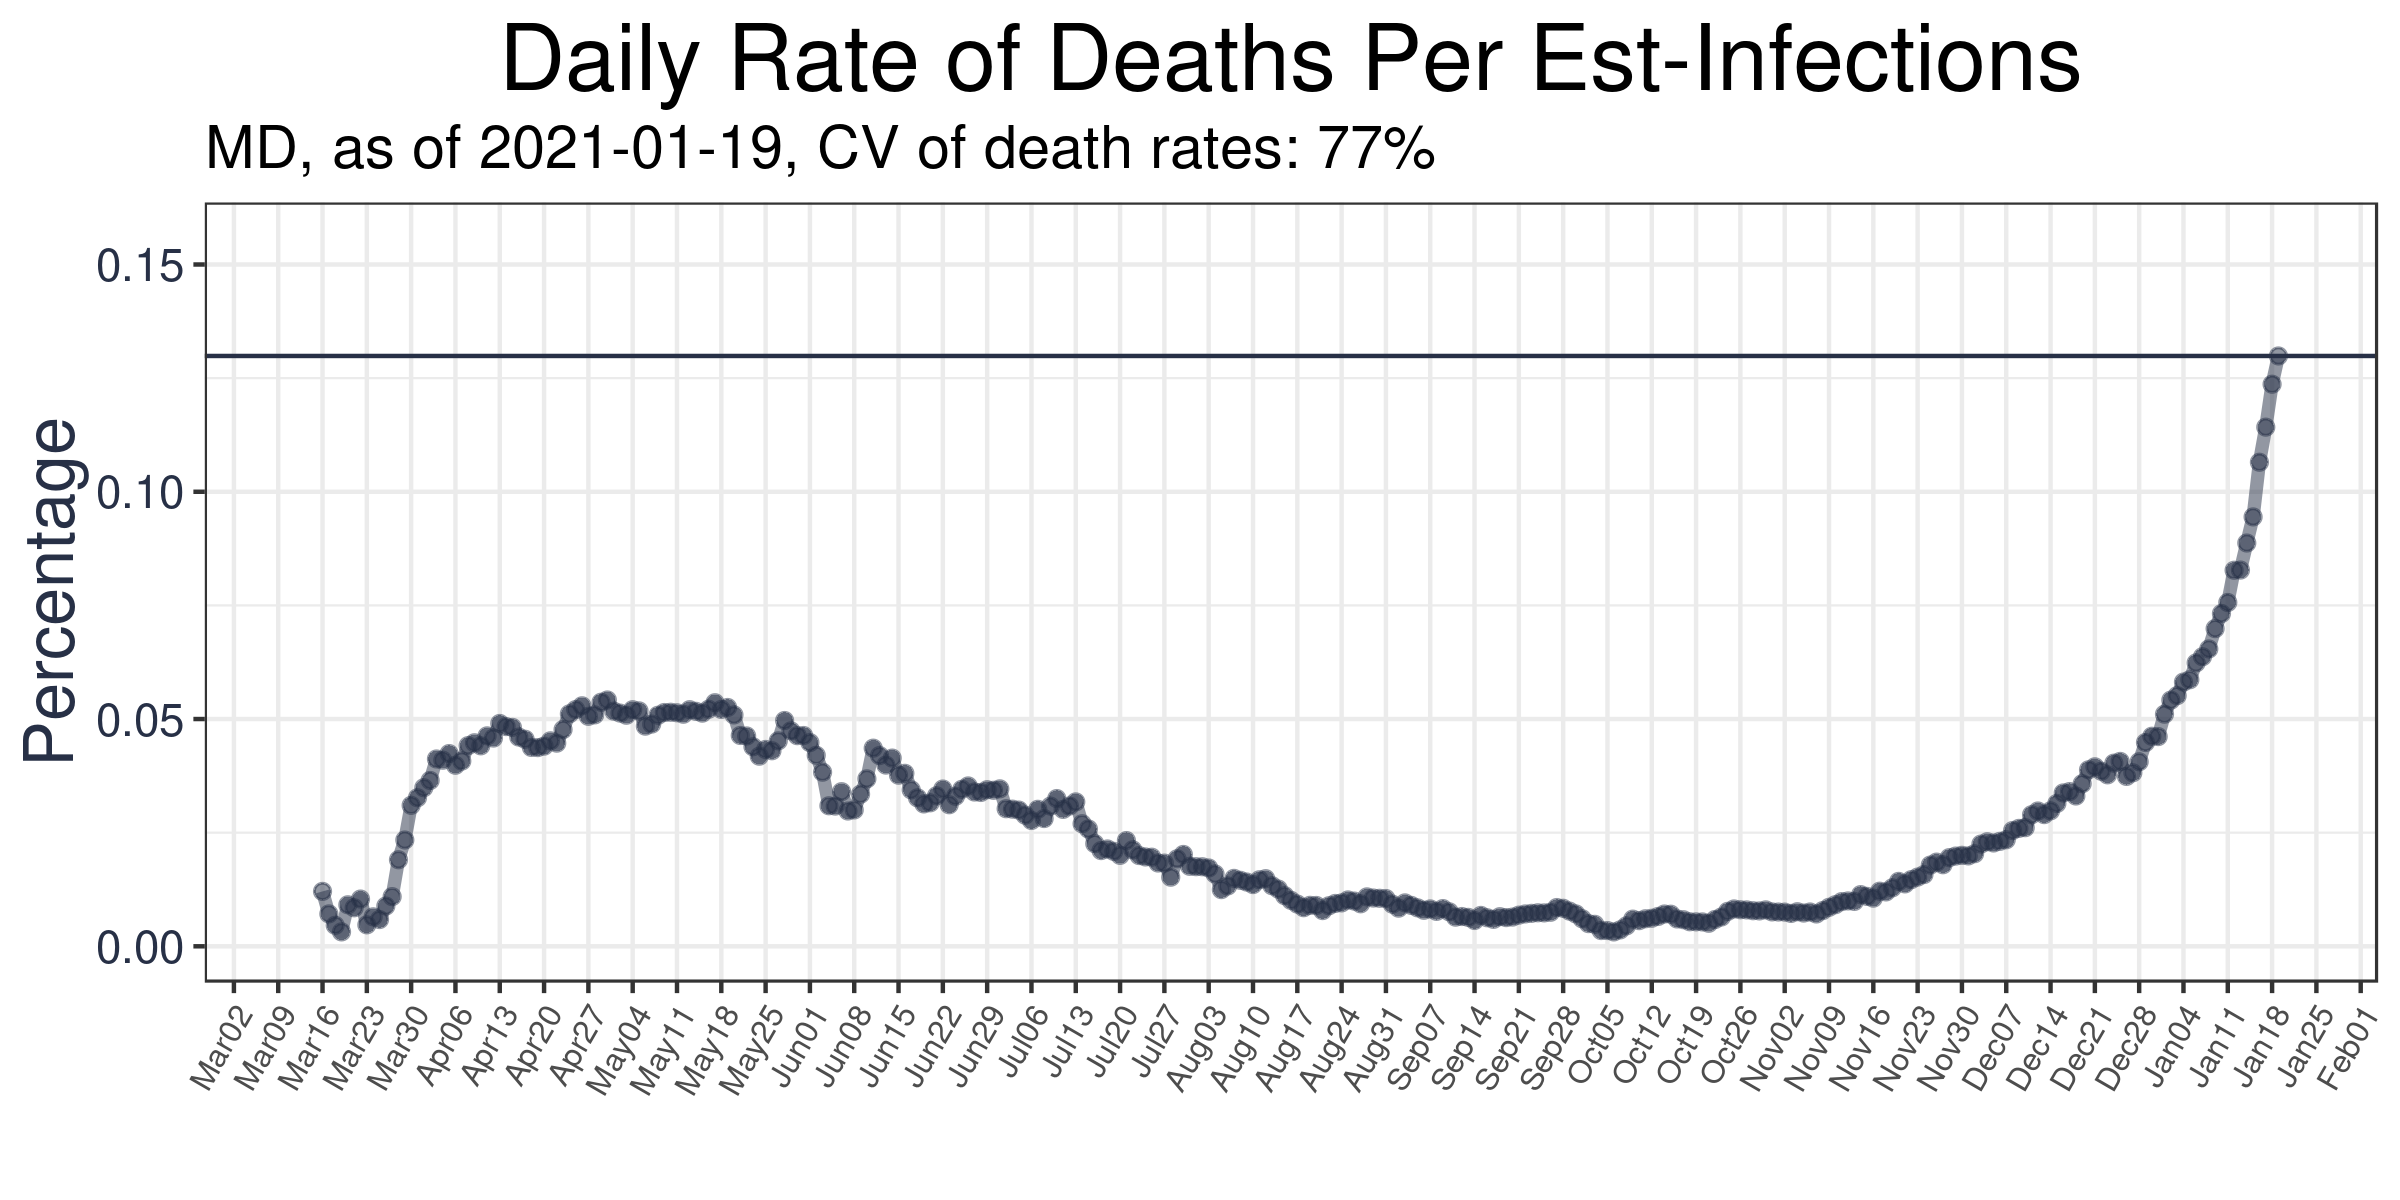 Daily Rate of Deaths Per Est-Infections
MD, as of 2021-01-19, CV of death rates: 77%
Percentage
0.15
0.10
0.05
0.00
Mar02
Mar09
Mar16
Mar23
Mar30
Apr06
Apr13
Apr20
Apr27
May04
May11
May18
May25
Jun01
Jun08
Jun15
Jun22
Jun29
Jul06
Jul13
Jul20
Jul27
Aug03
Aug10
Aug17
Aug24
Aug31
Sep07
Sep14
Sep21
Sep28
Oct05
Oct12
Oct19
Oct26
Nov02
Nov09
Nov16
Nov23
Nov30
Dec07
Dec14
Dec21
Dec28
Jan04
Jan11
Jan18
Jan25
Feb01